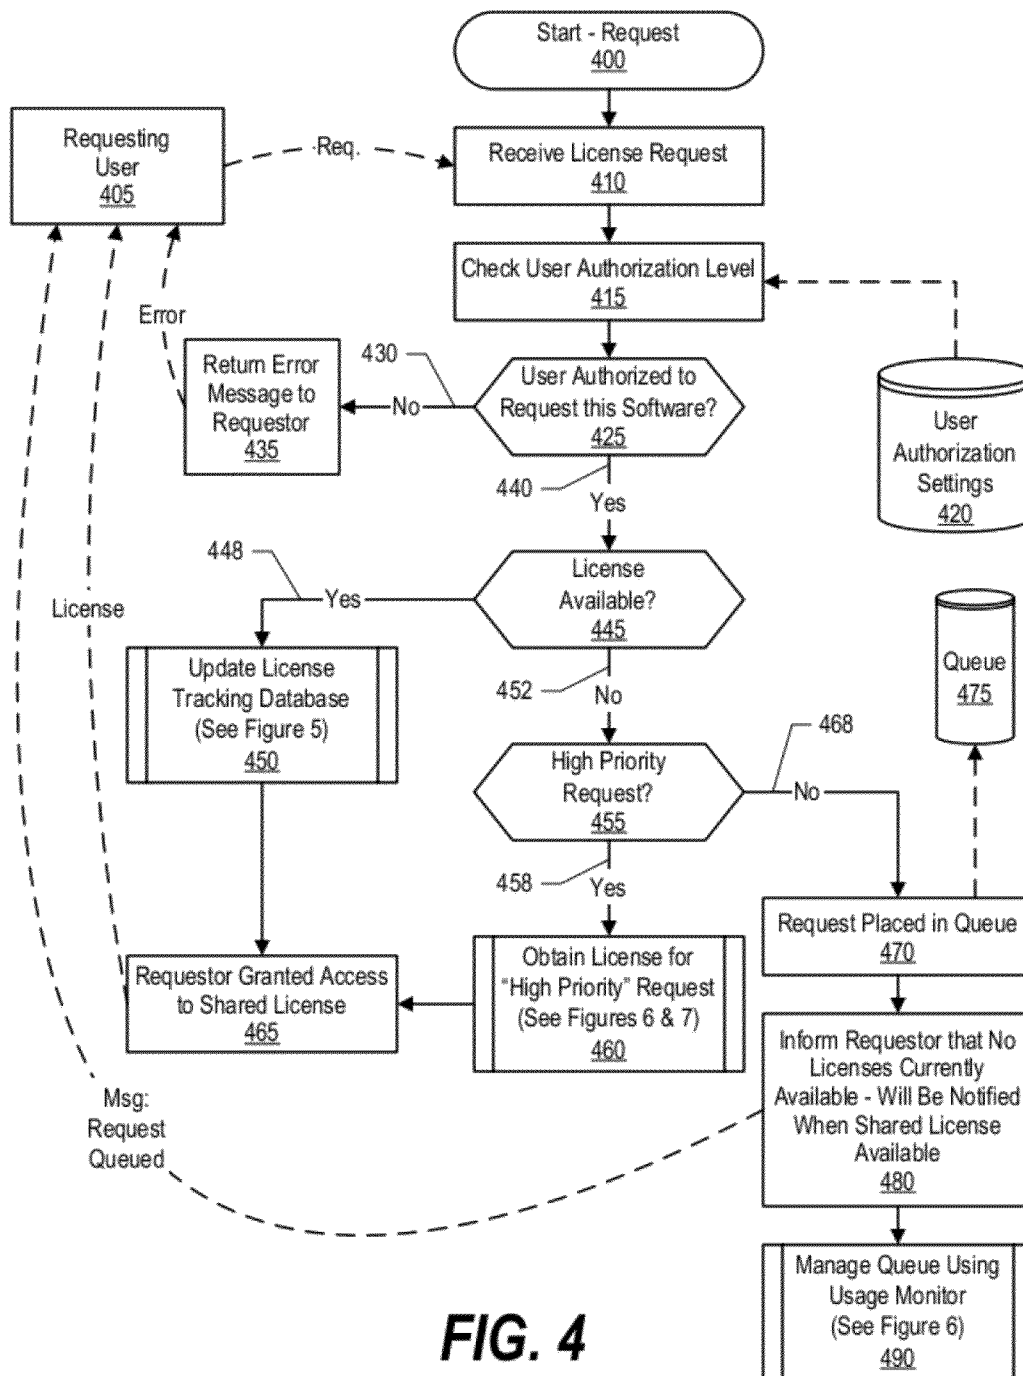 Start - Request
400
Requesting
User
405
Req.
Receive License Request
410
Check User Authorization Level
415
Error
Return Error
Message to
Requestor
435
430
No
User Authorized to
Request this Software?
425
User
Authorization
Settings
420
440
Yes
448
Yes
License
Available?
445
License
Queue
475
Update License
Tracking Database
(See Figure 5)
450
452
No
468
High Priority
Request?
455
No
458
Yes
Request Placed in Queue
470
Requestor Granted Access
to Shared License
465
Obtain License for
"High Priority" Request
(See Figures 6 & 7)
460
Inform Requestor that No
Licenses Currently
Available - Will Be Notified
When Shared License
Available
480
Msg:
Request
Queued
Manage Queue Using
Usage Monitor
(See Figure 6)
490
FIG. 4